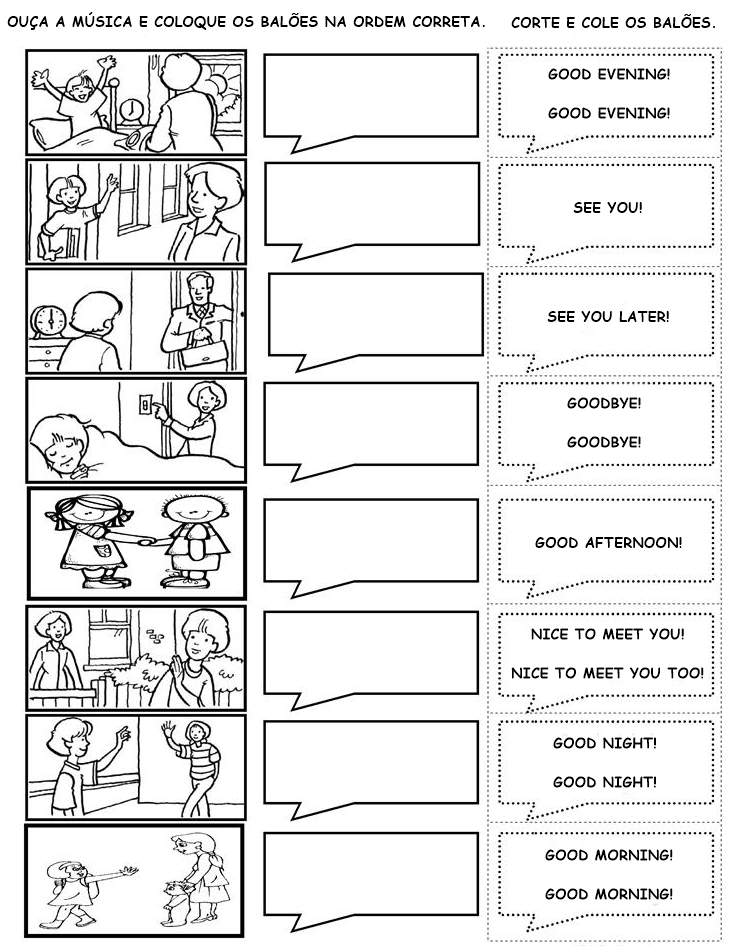 OUÇA A MÚSICA E COLOQUE OS BALÕES NA ORDEM CORRETA.
CORTE E COLE OS BALÕES.
GOOD EVENING!
GOOD EVENING!
SEE YOU!
SEE YOU LATER!
GOODBYE!
GOODBYE!
GOOD AFTERNOON!
NICE TO MEET YOU!
NICE TO MEET YOU TOO!
GOOD NIGHT!
GOOD NIGHT!
GOOD MORNING!
GOOD MORNING!